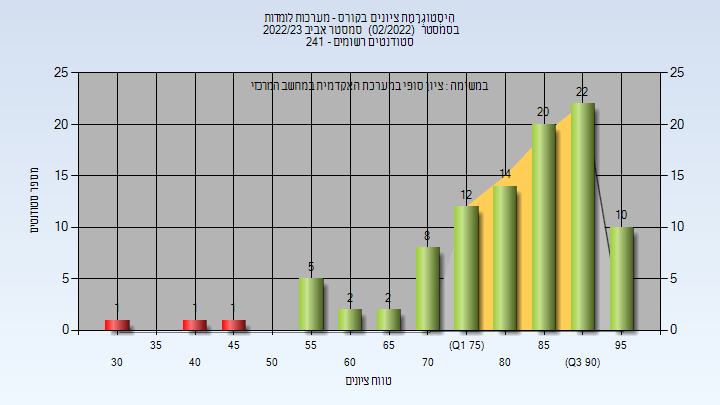 היסטוגרמת ציונים בקורס - מערכות לומדות
בסמסטר (02/2022) סמסטר אביב 2022/23
סטודנטים רשומים - 241
במשימה : ציון סופי במערכת האקדמית במחשב המרכזי
25 25
20 20
15 15
10 10
5 5
0 0
1 1 1 5 2 2 8 12 14 20 22 10
מספר סטודנטים
35 45 55 65 (Q1 75) 85 95
30 40 50 60 70 80 (Q3 90)
טווח ציונים